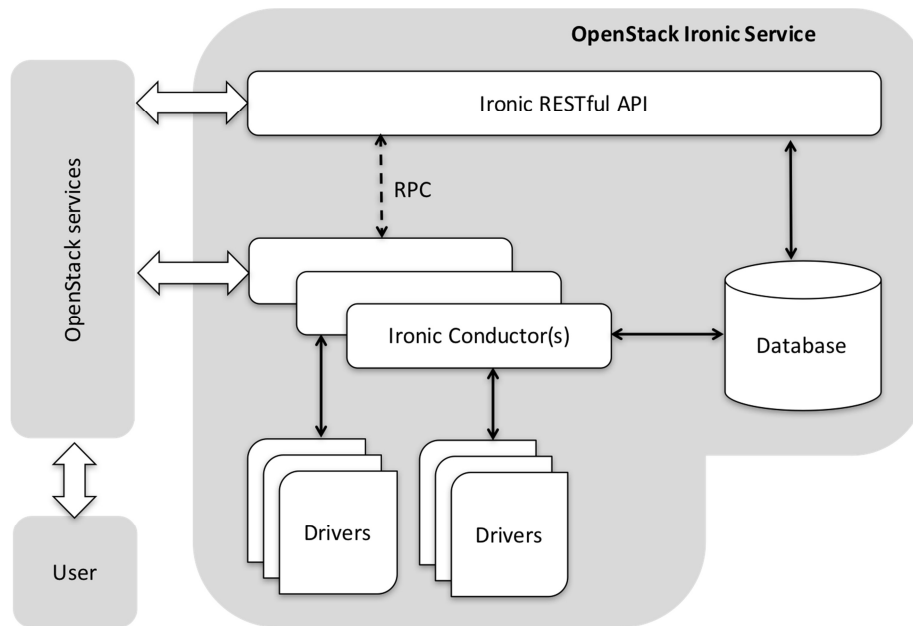 OpenStack Ironic Service
Ironic RESTful API
OpenStack services
RPC
Ironic Conductor(s)
Database
Drivers
Drivers
User